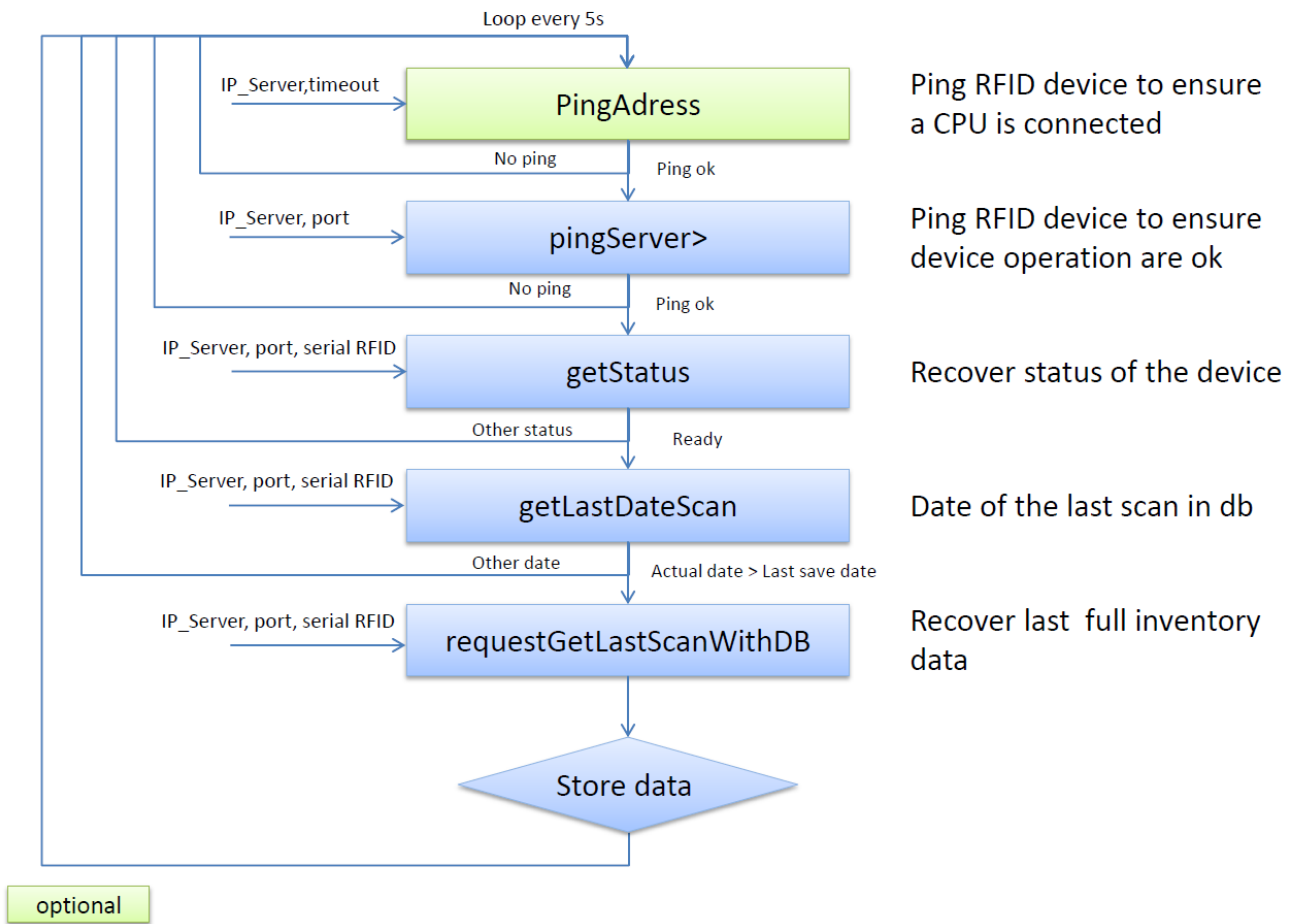 Loop every 5s
IP_Server,timeout
PingAdress
Ping RFID device to ensure
a CPU is connected
No ping
Ping ok
IP_Server, port
pingServer>
Ping RFID device to ensure
device operation are ok
No ping
Ping ok
IP_Server, port, serial RFID
getStatus
Recover status of the device
Other status
Ready
IP_Server, port, serial RFID
getLastDateScan
Date of the last scan in db
Other date
Actual date > Last save date
IP_Server, port, serial RFID
requestGetLastScanWithDB
Recover last  full inventory
data
Store data
optional